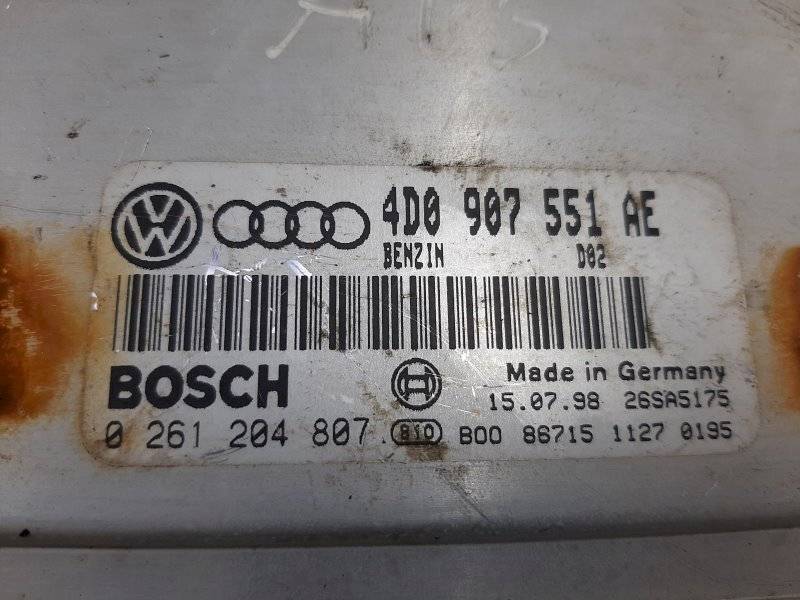 4D0 907 551 AE
BENZIN D02
BOSCH
Made in Germany
15.07.98 26SA5175
0 261 204 807 810 B00 86715 1127 0195